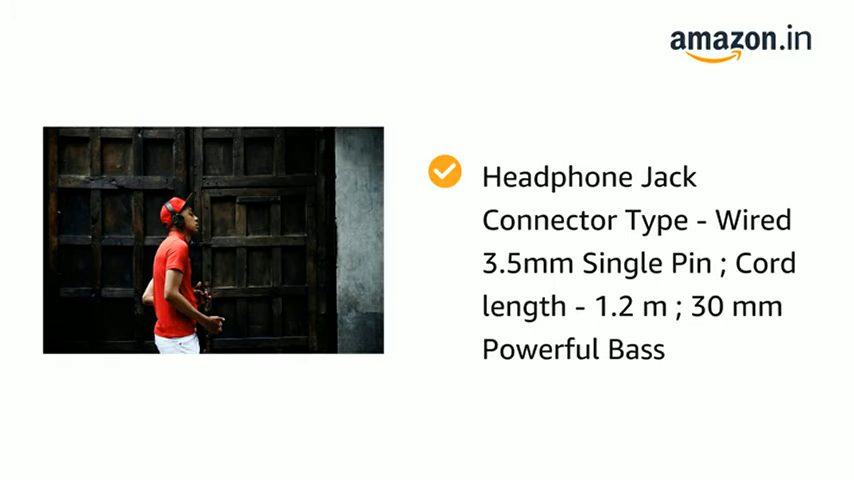 amazon.in
Headphone Jack
Connector Type - Wired
3.5mm Single Pin ; Cord
length - 1.2 m ; 30 mm
Powerful Bass